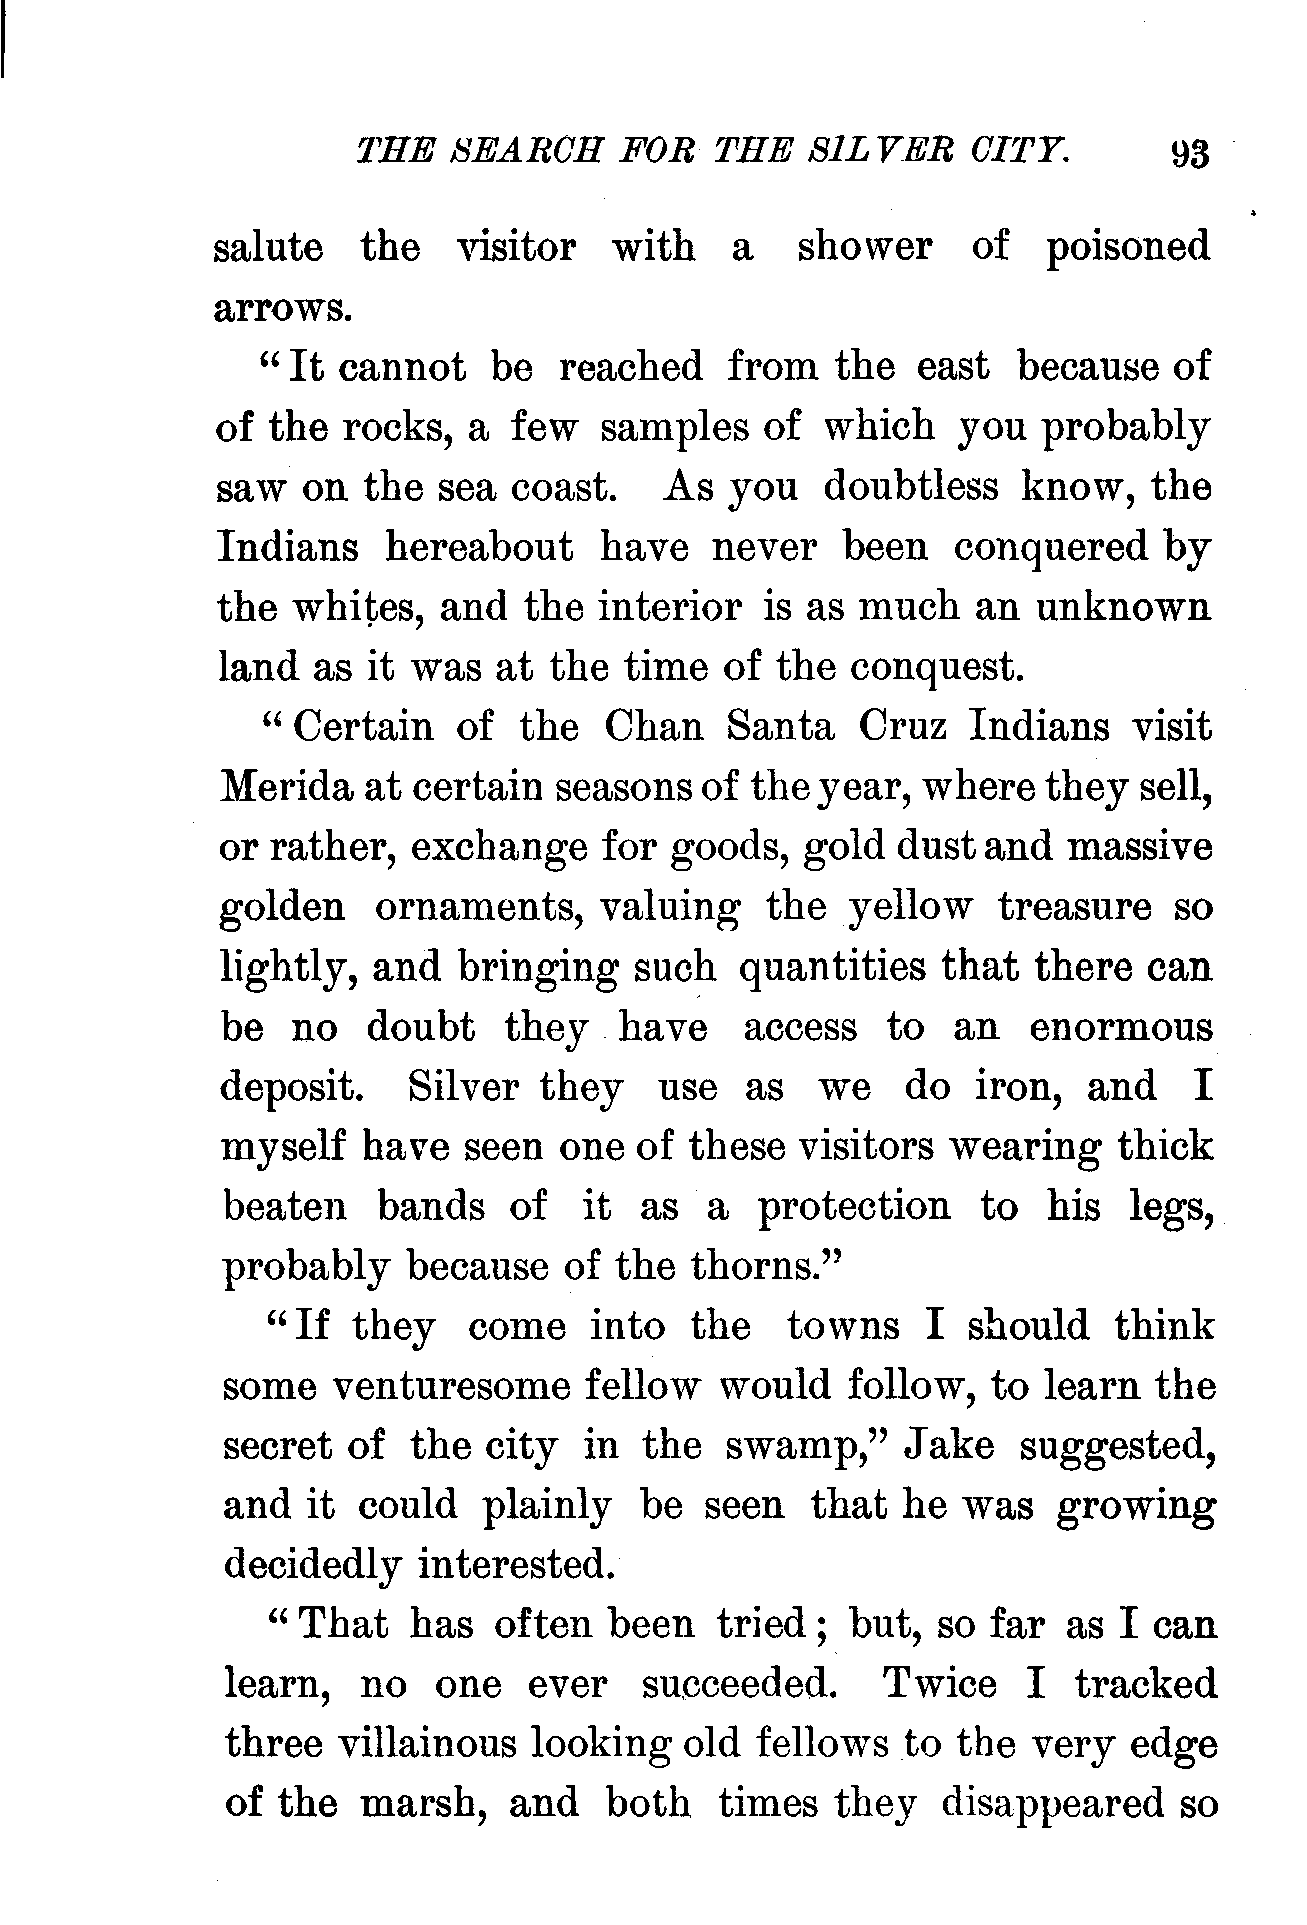 THE SEARCH FOR THE SILVER CITY. 93
salute the visitor with a shower of poisoned
arrows.
"It cannot be reached from the east because of
of the rocks, a few samples of which you probably
saw on the sea coast. As you doubtless know, the
Indians hereabout have never been conquered by
the whites, and the interior is as much an unknown
land as it was at the time of the conquest.
"Certain of the Chan Santa Cruz Indians visit
Merida at certain seasons of the year, where they sell,
or rather, exchange for goods, gold dust and massive
golden ornaments, valuing the yellow treasure so
lightly, and bringing such quantities that there can
be no doubt they have access to an enormous
deposit. Silver they use as we do iron, and I
myself have seen one of these visitors wearing thick
beaten bands of it as a protection to his legs,
probably because of the thorns."
"If they come into the towns I should think
some venturesome fellow would follow, to learn the
secret of the city in the swamp," Jake suggested,
and it could plainly be seen that he was growing
decidedly interested.
"That has often been tried; but, so far as I can
learn, no one ever succeeded. Twice I tracked
three villainous looking old fellows to the very edge
of the marsh, and both times they disappeared so